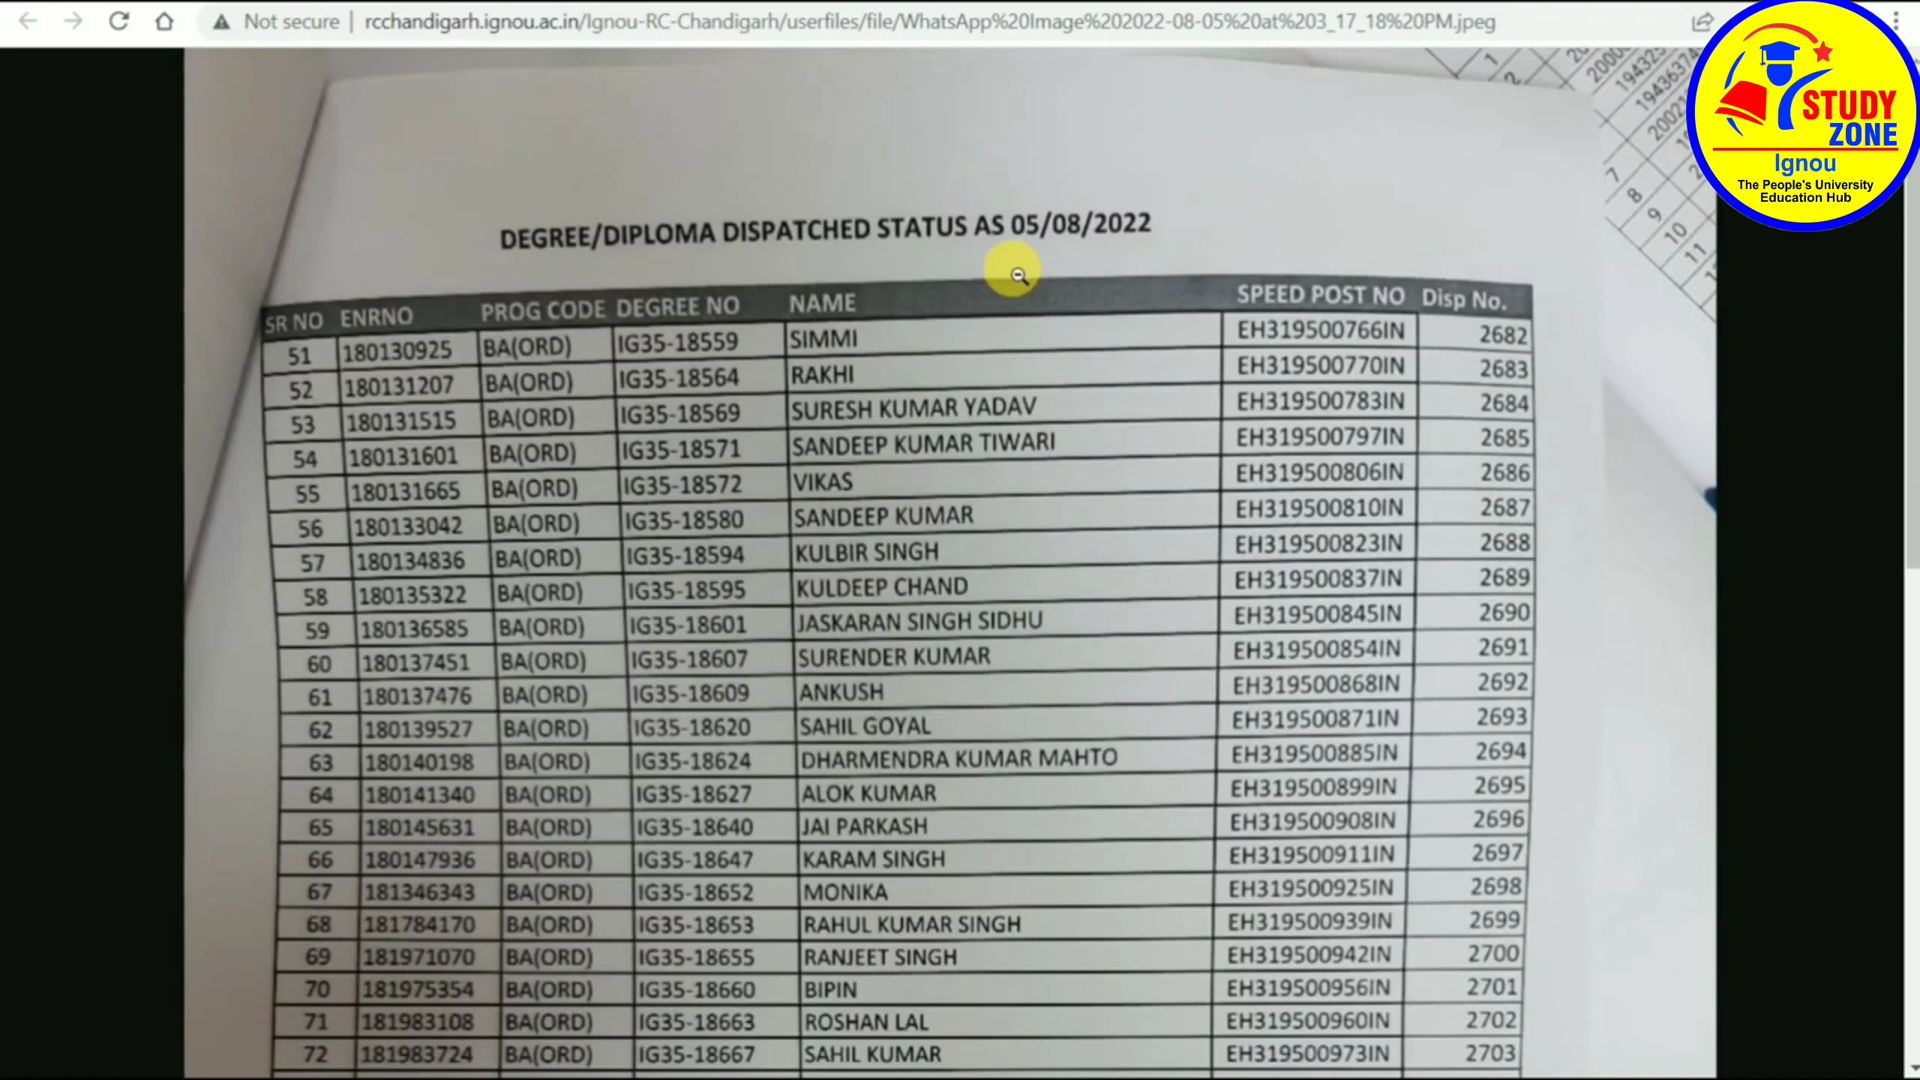 Not secure | rcchandigarh.ignou.ac.in/Ignou-RC-Chandigarh/userfiles/file/WhatsApp%20Image%202022-08-05%20at%203_17_18%20PM.jpeg
STUDY
ZONE
Ignou
The People's University
Education Hub
DEGREE/DIPLOMA DISPATCHED STATUS AS 05/08/2022
SR NO ENRNO PROG CODE DEGREE NO NAME SPEED POST NO Disp No.
51 180130925 BA(ORD) IG35-18559 SIMMI EH319500766IN 2682
52 180131207 BA(ORD) IG35-18564 RAKHI EH319500770IN 2683
53 180131515 BA(ORD) IG35-18569 SURESH KUMAR YADAV EH319500783IN 2684
54 180131601 BA(ORD) IG35-18571 SANDEEP KUMAR TIWARI EH319500797IN 2685
55 180131665 BA(ORD) IG35-18572 VIKAS EH319500806IN 2686
56 180133042 BA(ORD) IG35-18580 SANDEEP KUMAR EH319500810IN 2687
57 180134836 BA(ORD) IG35-18594 KULBIR SINGH EH319500823IN 2688
58 180135322 BA(ORD) IG35-18595 KULDEEP CHAND EH319500837IN 2689
59 180136585 BA(ORD) IG35-18601 JASKARAN SINGH SIDHU EH319500845IN 2690
60 180137451 BA(ORD) IG35-18607 SURENDER KUMAR EH319500854IN 2691
61 180137476 BA(ORD) IG35-18609 ANKUSH EH319500868IN 2692
62 180139527 BA(ORD) IG35-18620 SAHIL GOYAL EH319500871IN 2693
63 180140198 BA(ORD) IG35-18624 DHARMENDRA KUMAR MAHTO EH319500885IN 2694
64 180141340 BA(ORD) IG35-18627 ALOK KUMAR EH319500899IN 2695
65 180145631 BA(ORD) IG35-18640 JAI PARKASH EH319500908IN 2696
66 180147936 BA(ORD) IG35-18647 KARAM SINGH EH319500911IN 2697
67 181346343 BA(ORD) IG35-18652 MONIKA EH319500925IN 2698
68 181784170 BA(ORD) IG35-18653 RAHUL KUMAR SINGH EH319500939IN 2699
69 181971070 BA(ORD) IG35-18655 RANJEET SINGH EH319500942IN 2700
70 181975354 BA(ORD) IG35-18660 BIPIN EH319500956IN 2701
71 181983108 BA(ORD) IG35-18663 ROSHAN LAL EH319500960IN 2702
72 181983724 BA(ORD) IG35-18667 SAHIL KUMAR EH319500973IN 2703